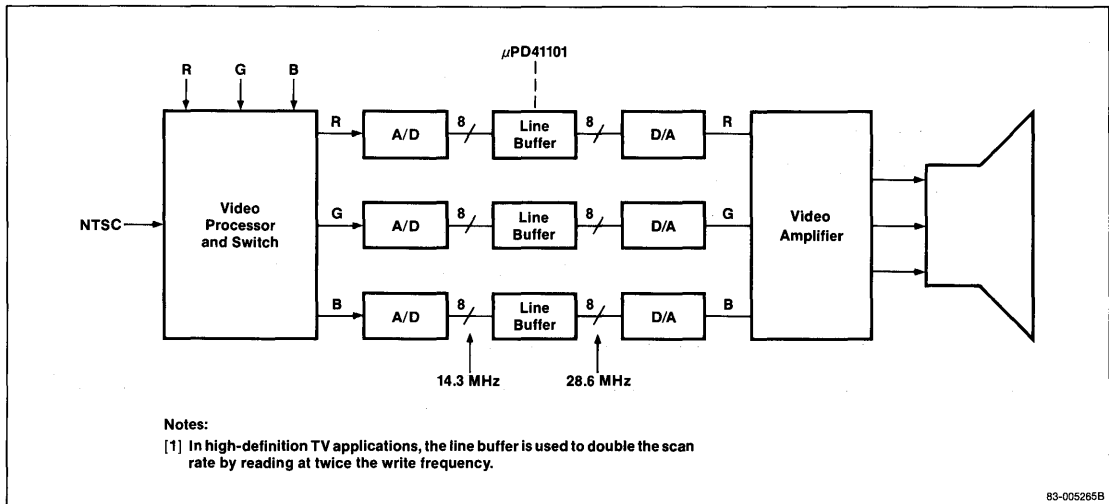 µPD41101
R G B
R A/D 8 Line Buffer 8 D/A R
NTSC
Video
Processor
and Switch
G A/D 8 Line Buffer 8 D/A G
Video
Amplifier
B A/D 8 Line Buffer 8 D/A B
14.3 MHz 28.6 MHz
Notes:
[1] In high-definition TV applications, the line buffer is used to double the scan
rate by reading at twice the write frequency.
83-005265B